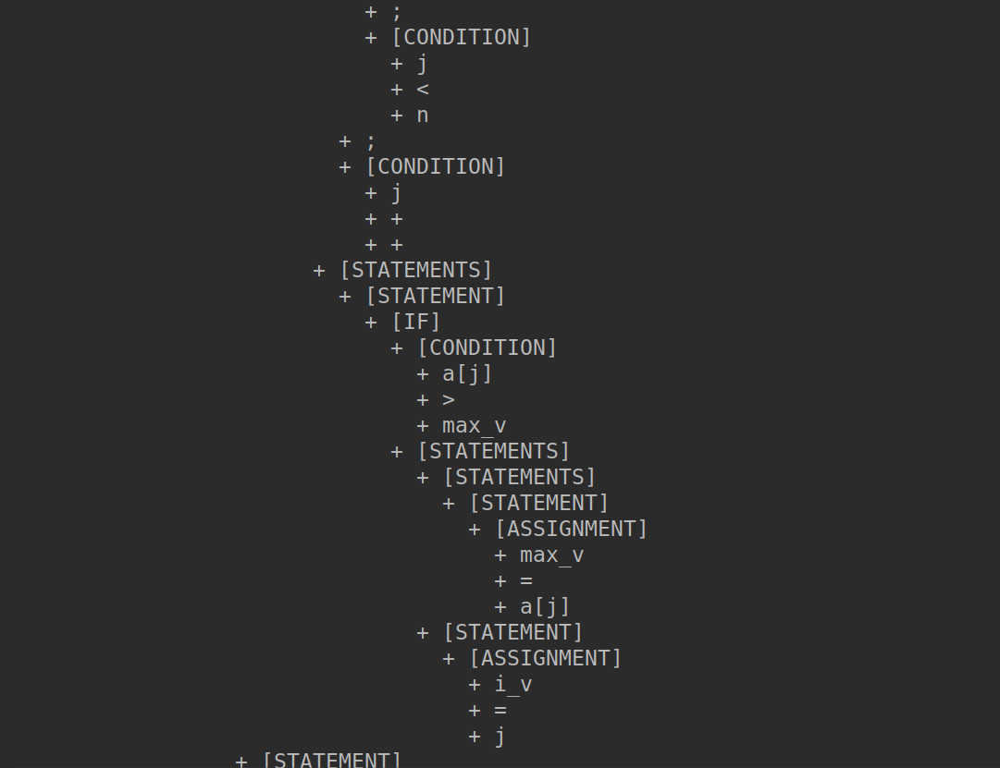 + ;
+ [CONDITION]
+ j
+ <
+ n
+ ;
+ [CONDITION]
+ j
+ +
+ +
+ [STATEMENTS]
+ [STATEMENT]
+ [IF]
+ [CONDITION]
+ a[j]
+ >
+ max_v
+ [STATEMENTS]
+ [STATEMENTS]
+ [STATEMENT]
+ [ASSIGNMENT]
+ max_v
+ =
+ a[j]
+ [STATEMENT]
+ [ASSIGNMENT]
+ i_v
+ =
+ j
+ [STATEMENT]